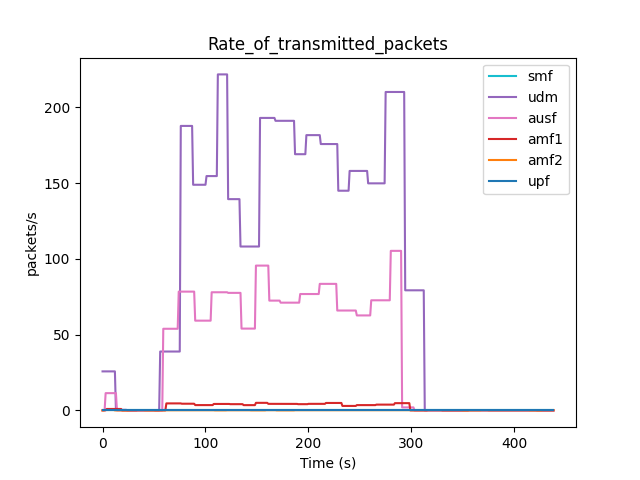 Rate_of_transmitted_packets
packets/s
200
150
100
50
0
0 100 200 300 400
Time (s)
smf
udm
ausf
amf1
amf2
upf